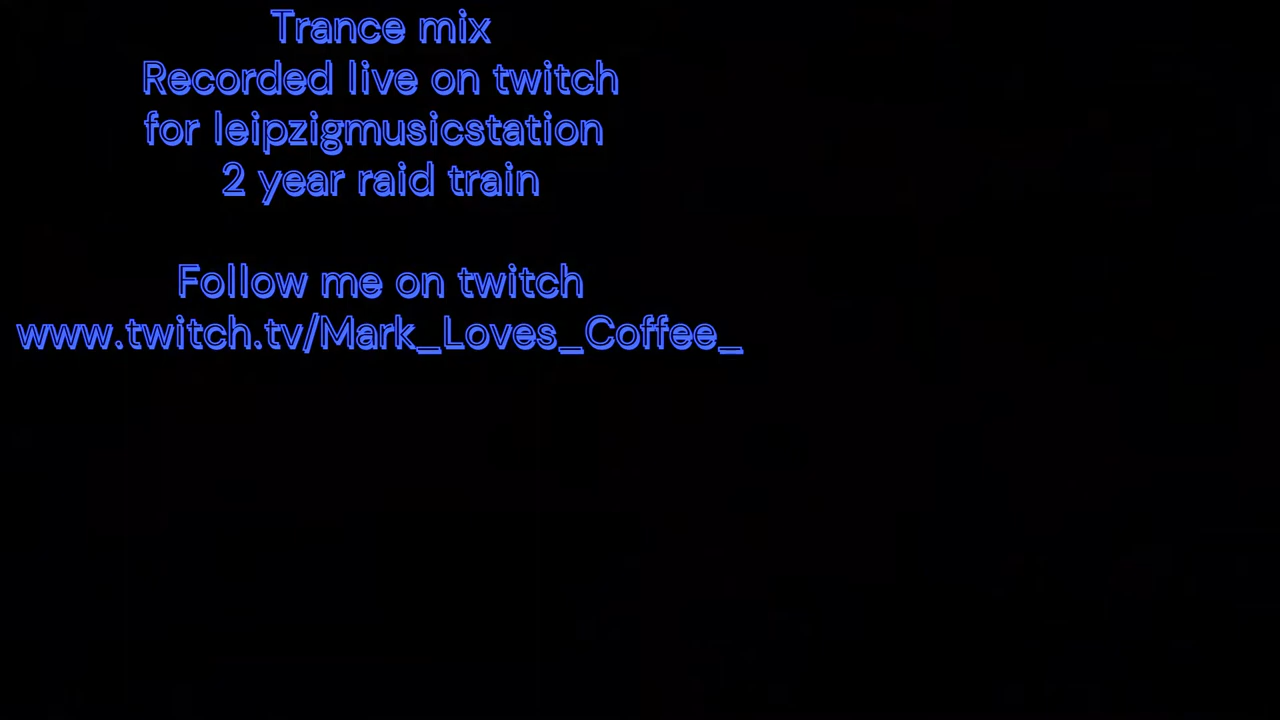 Trance mix
Recorded live on twitch
for leipzigmusicstation
2 year raid train
Follow me on twitch
www.twitch.tv/Mark_Loves_Coffee_